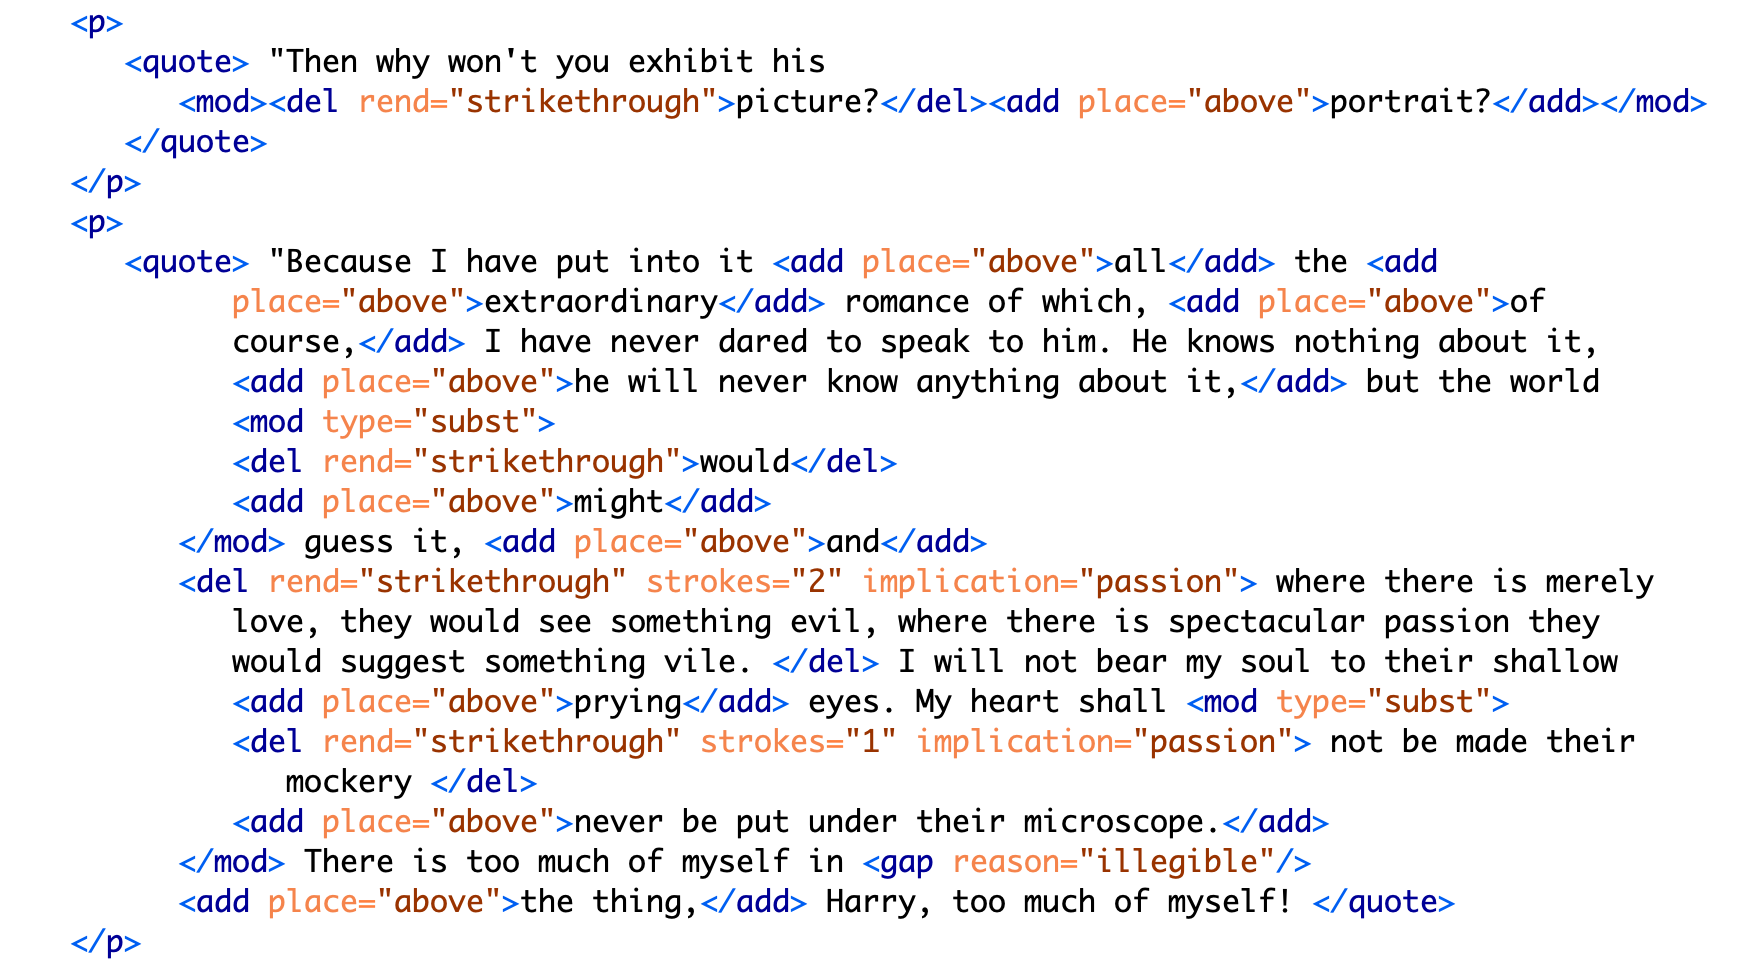 <p>
<quote> "Then why won't you exhibit his
<mod><del rend="strikethrough">picture?</del><add place="above">portrait?</add></mod>
</quote>
</p>
<p>
<quote> "Because I have put into it <add place="above">all</add> the <add
place="above">extraordinary</add> romance of which, <add place="above">of
course,</add> I have never dared to speak to him. He knows nothing about it,
<add place="above">he will never know anything about it,</add> but the world
<mod type="subst">
<del rend="strikethrough">would</del>
<add place="above">might</add>
</mod> guess it, <add place="above">and</add>
<del rend="strikethrough" strokes="2" implication="passion"> where there is merely
love, they would see something evil, where there is spectacular passion they
would suggest something vile. </del> I will not bear my soul to their shallow
<add place="above">prying</add> eyes. My heart shall <mod type="subst">
<del rend="strikethrough" strokes="1" implication="passion"> not be made their
mockery </del>
<add place="above">never be put under their microscope.</add>
</mod> There is too much of myself in <gap reason="illegible"/>
<add place="above">the thing,</add> Harry, too much of myself! </quote>
</p>